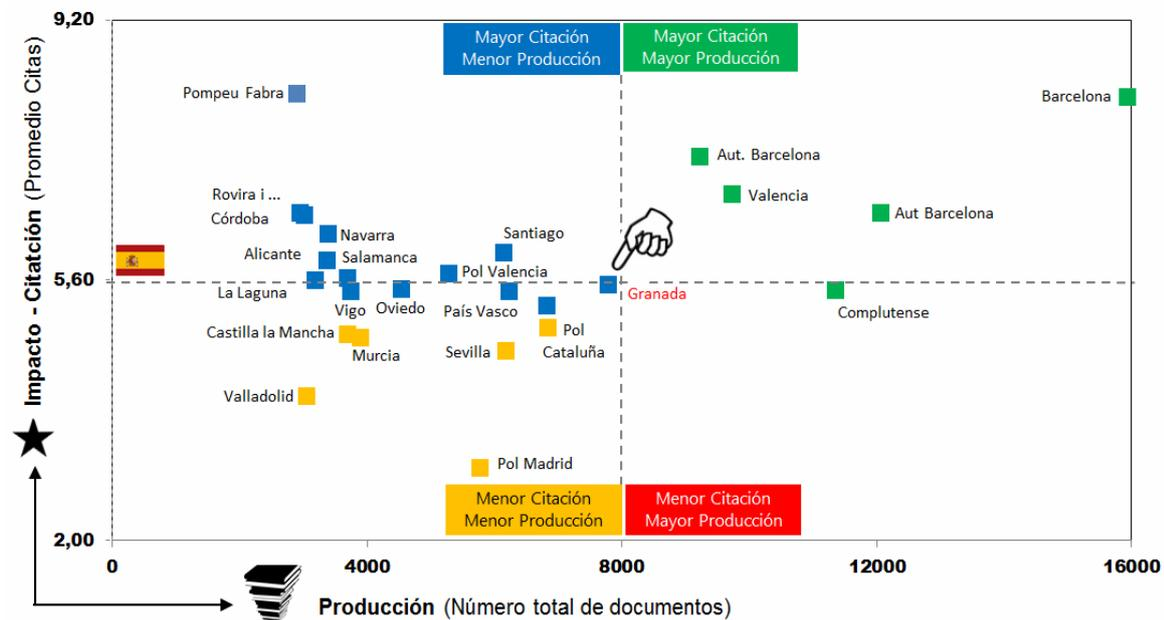 9,20
Mayor Citación
Menor Producción
Mayor Citación
Mayor Producción
Pompeu Fabra
Barcelona
Aut. Barcelona
Valencia
Rovira i ...
Córdoba
Aut Barcelona
Navarra
Santiago
Alicante
Salamanca
Pol Valencia
5,60
La Laguna
Granada
Vigo
Oviedo
País Vasco
Complutense
Castilla la Mancha
Pol
Cataluña
Murcia
Sevilla
Valladolid
Pol Madrid
Menor Citación
Menor Producción
Menor Citación
Mayor Producción
2,00
0
4000
8000
12000
16000
Impacto - Citatción (Promedio Citas)
Producción (Número total de documentos)